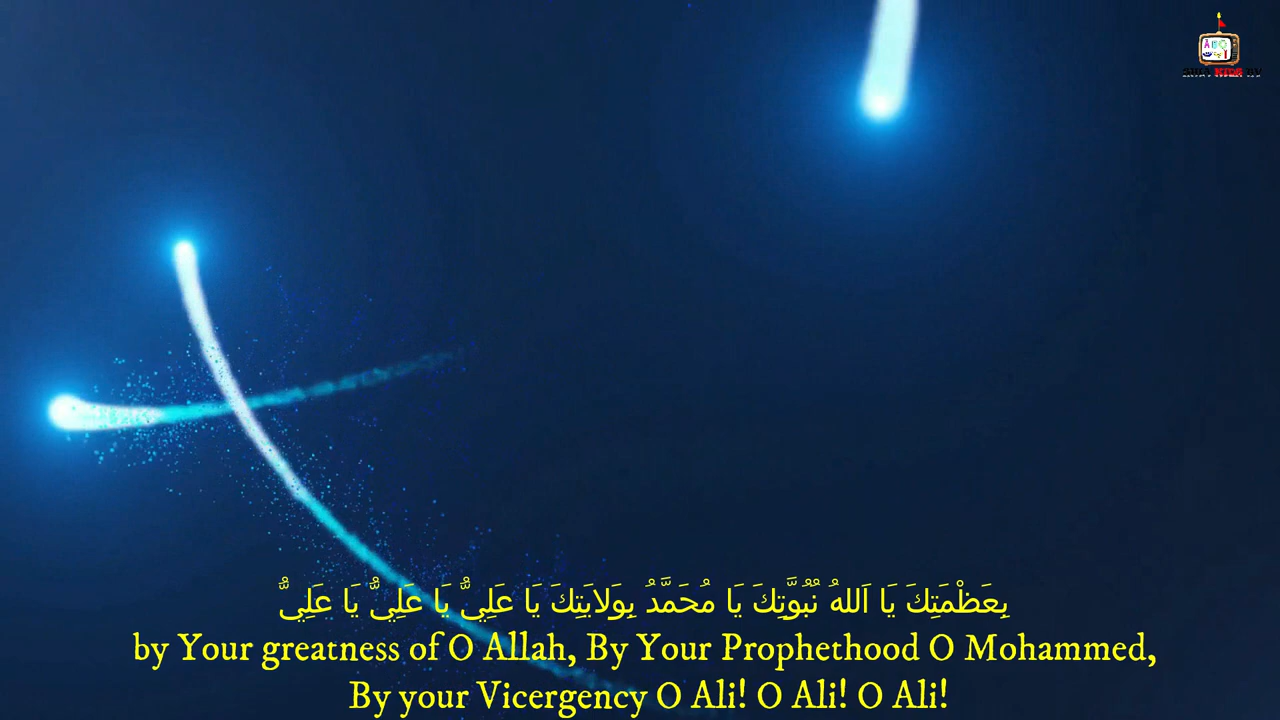 بِعَظْمَتِكَ يَا اَللهُ نُبُوَّتِكَ يَا مُحَمَّدُ بِوَلايَتِكَ يَا عَلِيُّ يَا عَلِيُّ يَا عَلِيُّ
by Your greatness of O Allah, By Your Prophethood O Mohammed,
By your Vicergency O Ali! O Ali! O Ali!